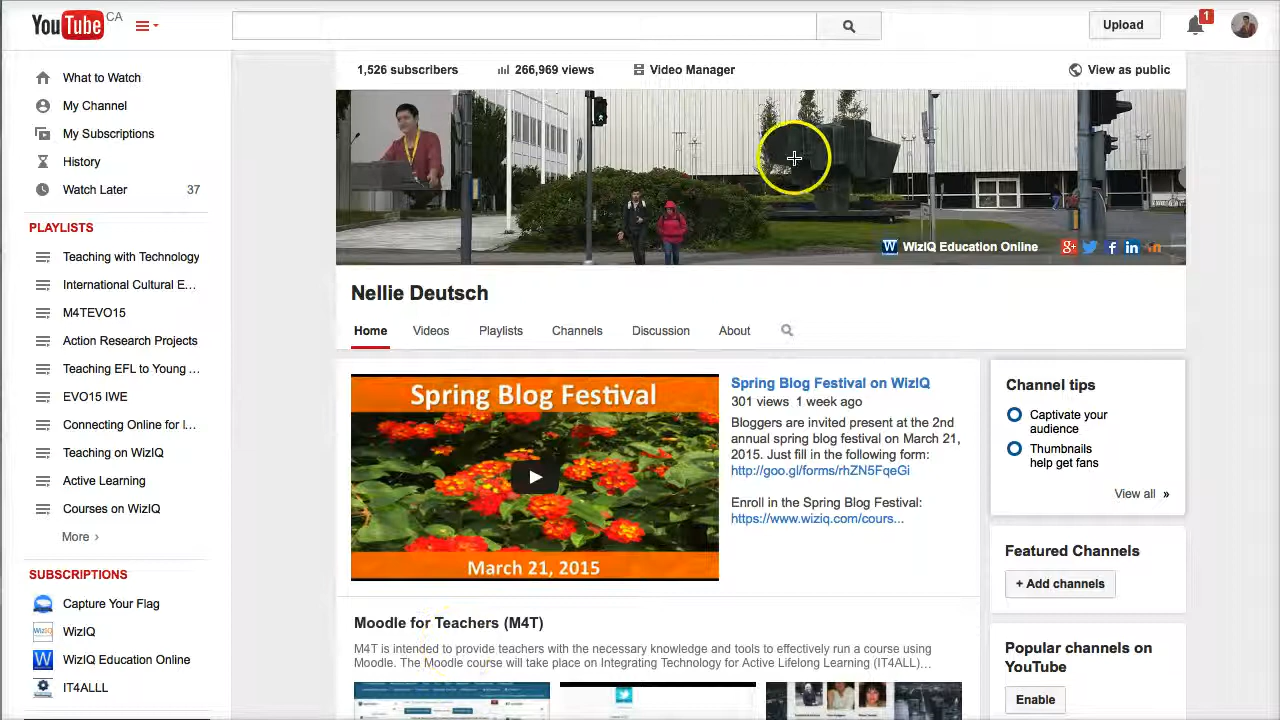 YouTube CA
Upload
1
What to Watch
My Channel
My Subscriptions
History
Watch Later 37
PLAYLISTS
Teaching with Technology
International Cultural E...
M4TEVO15
Action Research Projects
Teaching EFL to Young ...
EVO15 IWE
Connecting Online for I...
Teaching on WizIQ
Active Learning
Courses on WizIQ
More ›
SUBSCRIPTIONS
Capture Your Flag
WizIQ
WizIQ
W
WizIQ Education Online
IT4ALLL
1,526 subscribers 266,969 views Video Manager View as public
W WizIQ Education Online g+ f in
Nellie Deutsch
Home Videos Playlists Channels Discussion About
Spring Blog Festival
March 21, 2015
Spring Blog Festival on WizIQ
301 views 1 week ago
Bloggers are invited present at the 2nd
annual spring blog festival on March 21,
2015. Just fill in the following form:
http://goo.gl/forms/rhZN5FqeGi
Enroll in the Spring Blog Festival:
https://www.wiziq.com/cours...
Moodle for Teachers (M4T)
M4T is intended to provide teachers with the necessary knowledge and tools to effectively run a course using
Moodle. The Moodle course will take place on Integrating Technology for Active Lifelong Learning (IT4ALL)...
Channel tips
Captivate your
audience
Thumbnails
help get fans
View all »
Featured Channels
+ Add channels
Popular channels on
YouTube
Enable